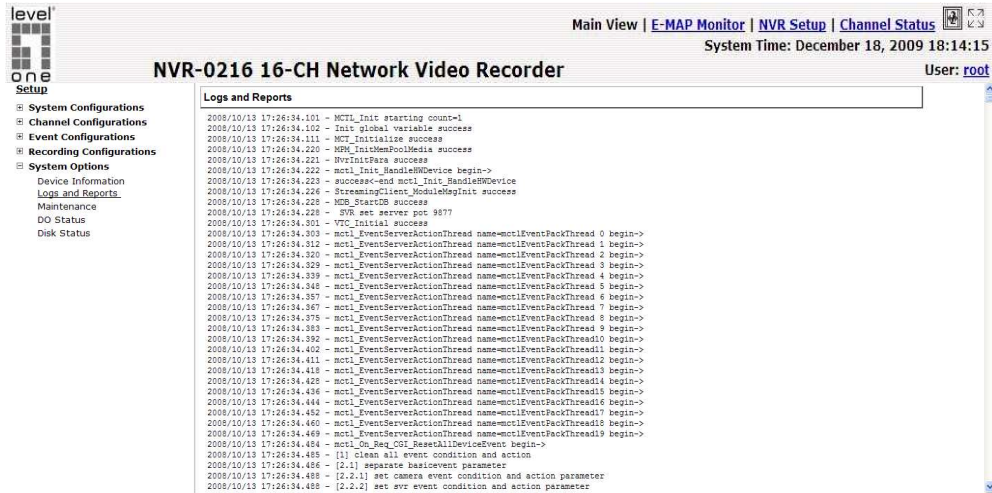 level
one
Main View | E-MAP Monitor | NVR Setup | Channel Status
System Time: December 18, 2009 18:14:15
NVR-0216 16-CH Network Video Recorder
User: root
Setup
System Configurations
Channel Configurations
Event Configurations
Recording Configurations
System Options
Device Information
Logs and Reports
Maintenance
DO Status
Disk Status
Logs and Reports
2008/10/13 17:26:34.101 - MCTL_Init starting count=1
2008/10/13 17:26:34.102 - Init global variable success
2008/10/13 17:26:34.111 - MCT_Initialize success
2008/10/13 17:26:34.220 - MPM_InitMemPoolMedia success
2008/10/13 17:26:34.221 - NvrInitPara success
2008/10/13 17:26:34.222 - mctl_Init_HandleHWDevice begin->
2008/10/13 17:26:34.223 - success<-end mctl_Init_HandleHWDevice
2008/10/13 17:26:34.226 - StreamingClient_ModuleMsgInit success
2008/10/13 17:26:34.228 - MDB_StartDB success
2008/10/13 17:26:34.228 - SVR set server pot 9877
2008/10/13 17:26:34.301 - VTC_Initial success
2008/10/13 17:26:34.303 - mctl_EventServerActionThread name=mctlEventPackThread 0 begin->
2008/10/13 17:26:34.312 - mctl_EventServerActionThread name=mctlEventPackThread 1 begin->
2008/10/13 17:26:34.320 - mctl_EventServerActionThread name=mctlEventPackThread 2 begin->
2008/10/13 17:26:34.329 - mctl_EventServerActionThread name=mctlEventPackThread 3 begin->
2008/10/13 17:26:34.339 - mctl_EventServerActionThread name=mctlEventPackThread 4 begin->
2008/10/13 17:26:34.348 - mctl_EventServerActionThread name=mctlEventPackThread 5 begin->
2008/10/13 17:26:34.357 - mctl_EventServerActionThread name=mctlEventPackThread 6 begin->
2008/10/13 17:26:34.367 - mctl_EventServerActionThread name=mctlEventPackThread 7 begin->
2008/10/13 17:26:34.375 - mctl_EventServerActionThread name=mctlEventPackThread 8 begin->
2008/10/13 17:26:34.383 - mctl_EventServerActionThread name=mctlEventPackThread 9 begin->
2008/10/13 17:26:34.392 - mctl_EventServerActionThread name=mctlEventPackThread10 begin->
2008/10/13 17:26:34.402 - mctl_EventServerActionThread name=mctlEventPackThread11 begin->
2008/10/13 17:26:34.411 - mctl_EventServerActionThread name=mctlEventPackThread12 begin->
2008/10/13 17:26:34.418 - mctl_EventServerActionThread name=mctlEventPackThread13 begin->
2008/10/13 17:26:34.428 - mctl_EventServerActionThread name=mctlEventPackThread14 begin->
2008/10/13 17:26:34.436 - mctl_EventServerActionThread name=mctlEventPackThread15 begin->
2008/10/13 17:26:34.444 - mctl_EventServerActionThread name=mctlEventPackThread16 begin->
2008/10/13 17:26:34.452 - mctl_EventServerActionThread name=mctlEventPackThread17 begin->
2008/10/13 17:26:34.460 - mctl_EventServerActionThread name=mctlEventPackThread18 begin->
2008/10/13 17:26:34.469 - mctl_EventServerActionThread name=mctlEventPackThread19 begin->
2008/10/13 17:26:34.484 - mctl_On_Req_CGI_ResetAllDeviceEvent begin->
2008/10/13 17:26:34.485 - [1] clean all event condition and action
2008/10/13 17:26:34.486 - [2.1] separate basicevent parameter
2008/10/13 17:26:34.488 - [2.2.1] set camera event condition and action parameter
2008/10/13 17:26:34.488 - [2.2.2] set svr event condition and action parameter